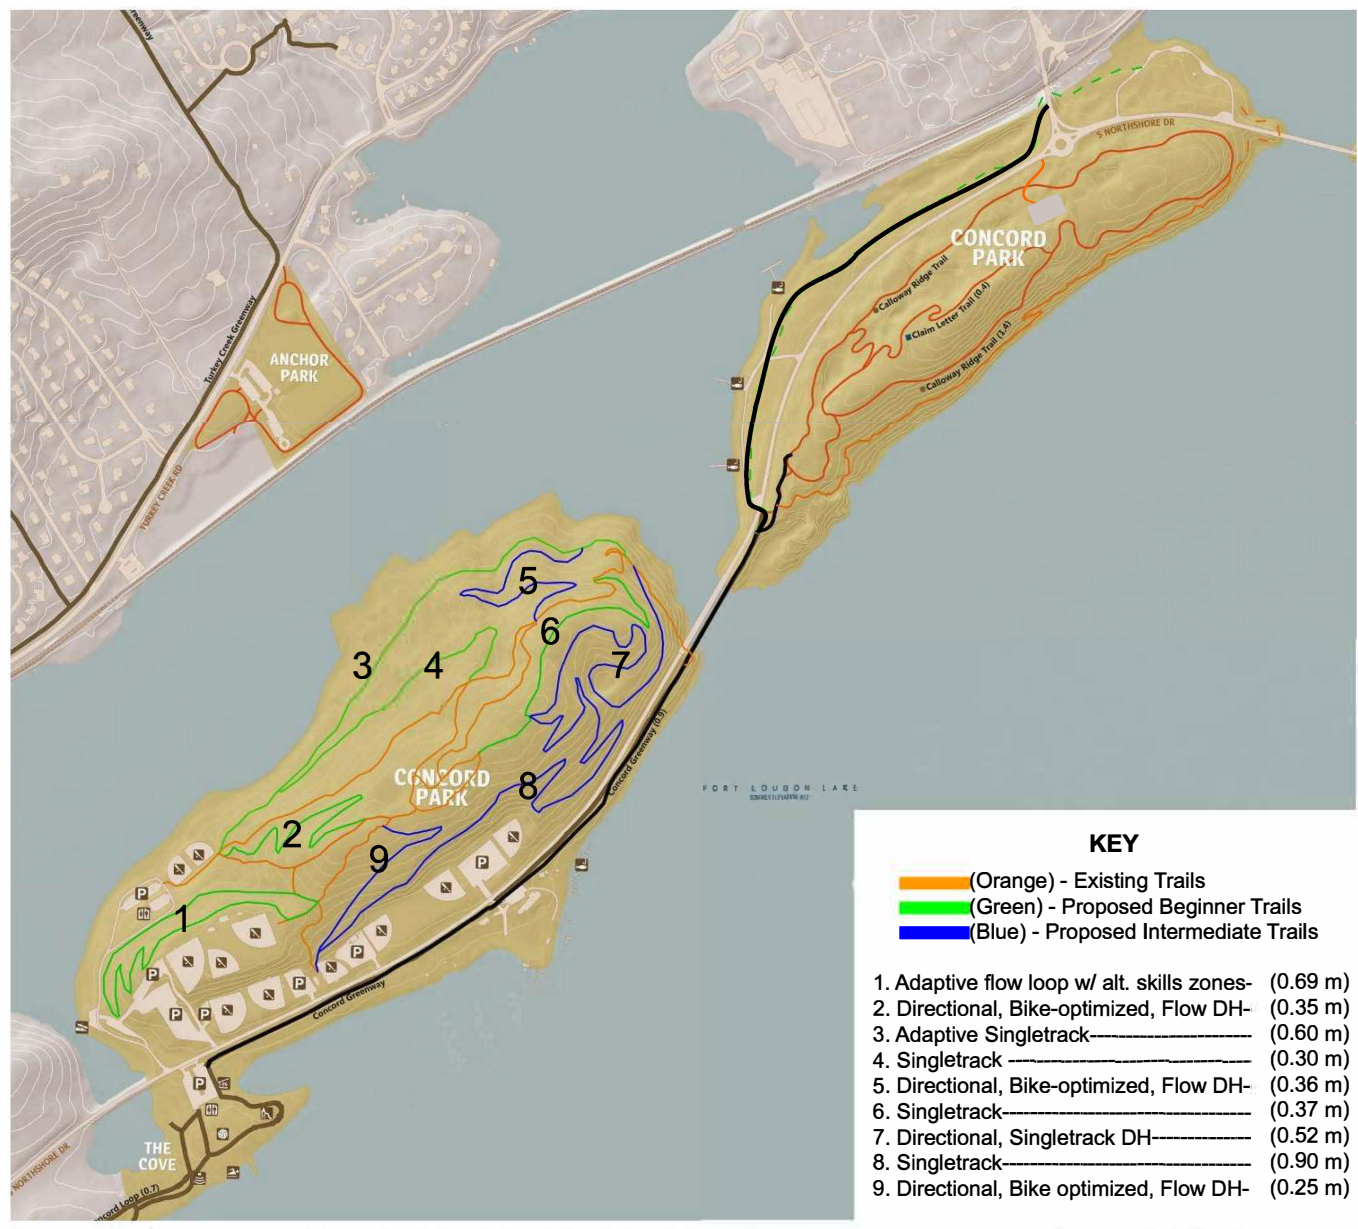 Greenway
S NORTHSHORE DR
CONCORD
PARK
Calloway Ridge Trail
Claim Letter Trail (0.4)
Calloway Ridge Trail (1.4)
Turkey Creek Greenway
ANCHOR
PARK
TURKEY CREEK RD
5
6
3
4
7
Concord Greenway (0.9)
CONCORD
PARK
8
FORT LOUDON LAKE
2
9
P
P
1
P
P
P
P
P
Concord Greenway
P
THE
COVE
NORTHSHORE DR
oncord Loop (0.7)
KEY
(Orange) - Existing Trails
(Green) - Proposed Beginner Trails
(Blue) - Proposed Intermediate Trails
1. Adaptive flow loop w/ alt. skills zones- (0.69 m)
2. Directional, Bike-optimized, Flow DH- (0.35 m)
3. Adaptive Singletrack----------------------- (0.60 m)
4. Singletrack ---------------------------------- (0.30 m)
5. Directional, Bike-optimized, Flow DH- (0.36 m)
6. Singletrack----------------------------------- (0.37 m)
7. Directional, Singletrack DH-------------- (0.52 m)
8. Singletrack----------------------------------- (0.90 m)
9. Directional, Bike optimized, Flow DH- (0.25 m)